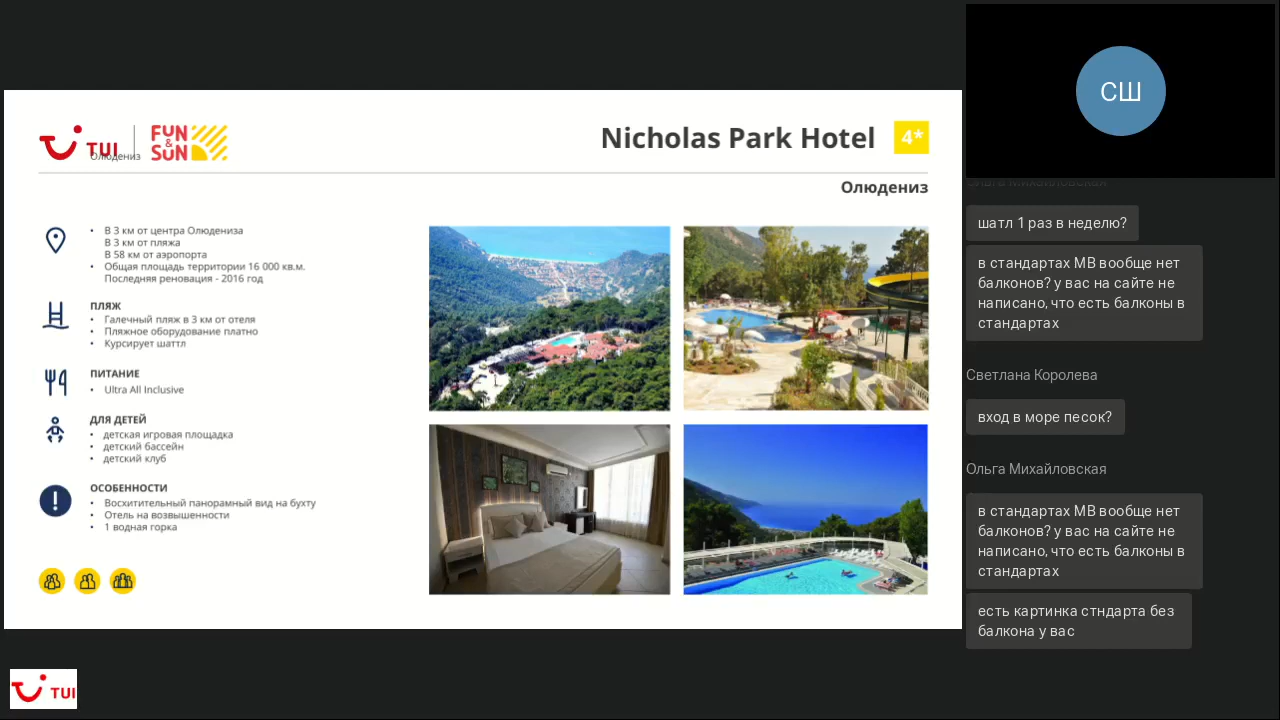 TUI
FUN
&
SUN
Олюдениз
Nicholas Park Hotel
4*
Олюдениз
• В 3 км от центра Олюдениза
В 3 км от пляжа
В 58 км от аэропорта
• Общая площадь территории 16 000 кв.м.
Последняя реновация - 2016 год
ПЛЯЖ
• Галечный пляж в 3 км от отеля
• Пляжное оборудование платно
• Курсирует шаттл
ПИТАНИЕ
• Ultra All Inclusive
ДЛЯ ДЕТЕЙ
• детская игровая площадка
• детский бассейн
• детский клуб
ОСОБЕННОСТИ
• Восхитительный панорамный вид на бухту
• Отель на возвышенности
• 1 водная горка
TUI
СШ
шатл 1 раз в неделю?
в стандартах МВ вообще нет
балконов? у вас на сайте не
написано, что есть балконы в
стандартах
Светлана Королева
вход в море песок?
Ольга Михайловская
в стандартах МВ вообще нет
балконов? у вас на сайте не
написано, что есть балконы в
стандартах
есть картинка стндарта без
балкона у вас